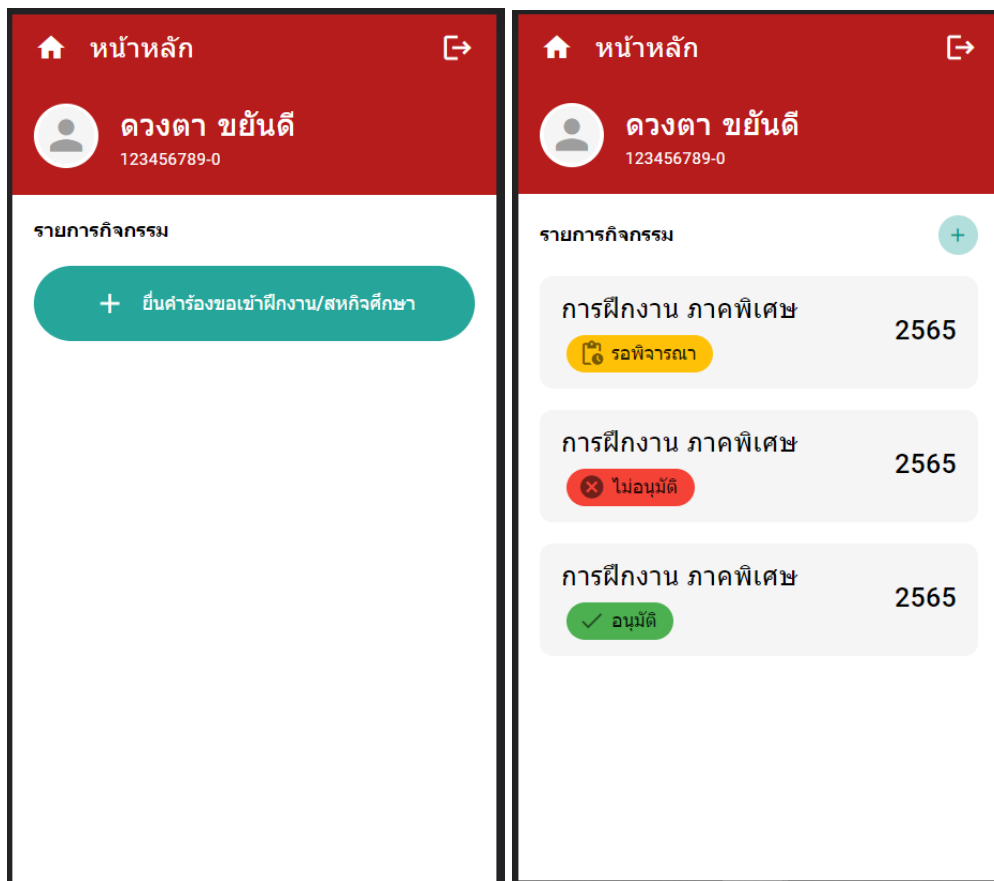 หน้าหลัก
ดวงตา ขยันดี
123456789-0
รายการกิจกรรม
+ ยื่นคำร้องขอเข้าฝึกงาน/สหกิจศึกษา
หน้าหลัก
ดวงตา ขยันดี
123456789-0
รายการกิจกรรม
+
การฝึกงาน ภาคพิเศษ
2565
รอพิจารณา
การฝึกงาน ภาคพิเศษ
2565
ไม่อนุมัติ
การฝึกงาน ภาคพิเศษ
2565
อนุมัติ